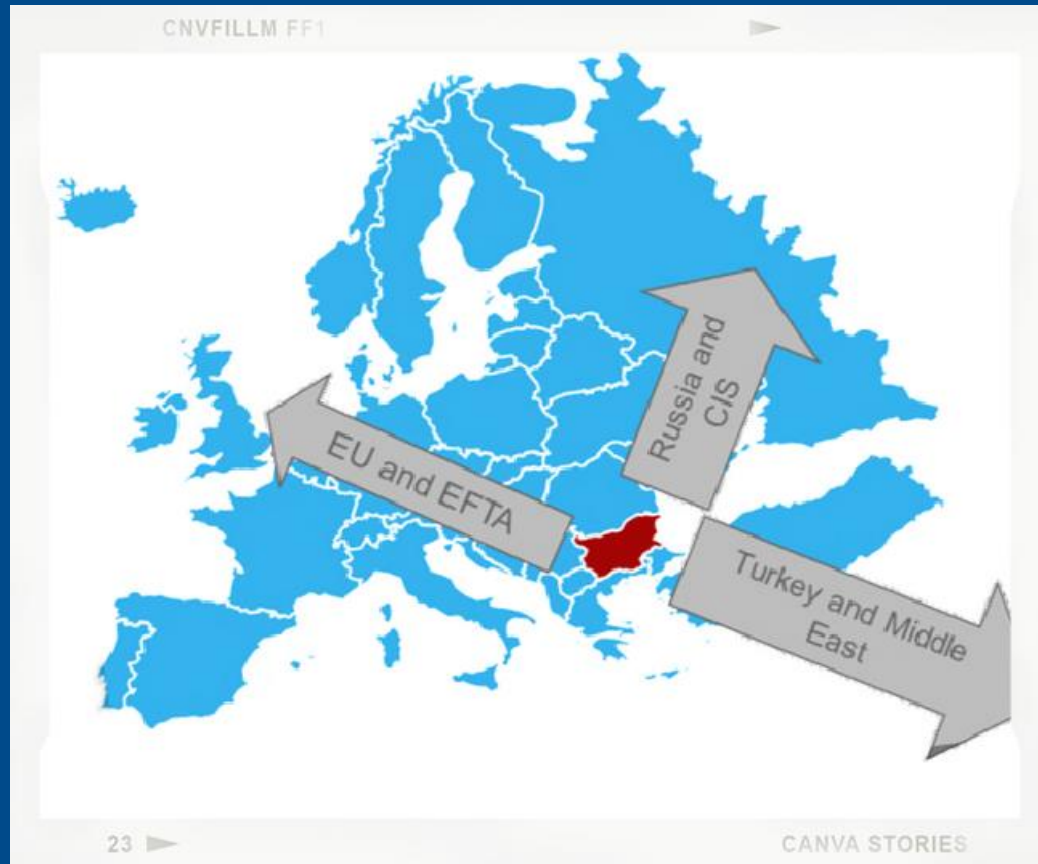 CNVFILLM FF1
Russia and
CIS
EU and EFTA
Turkey and Middle
East
23
CANVA STORIES